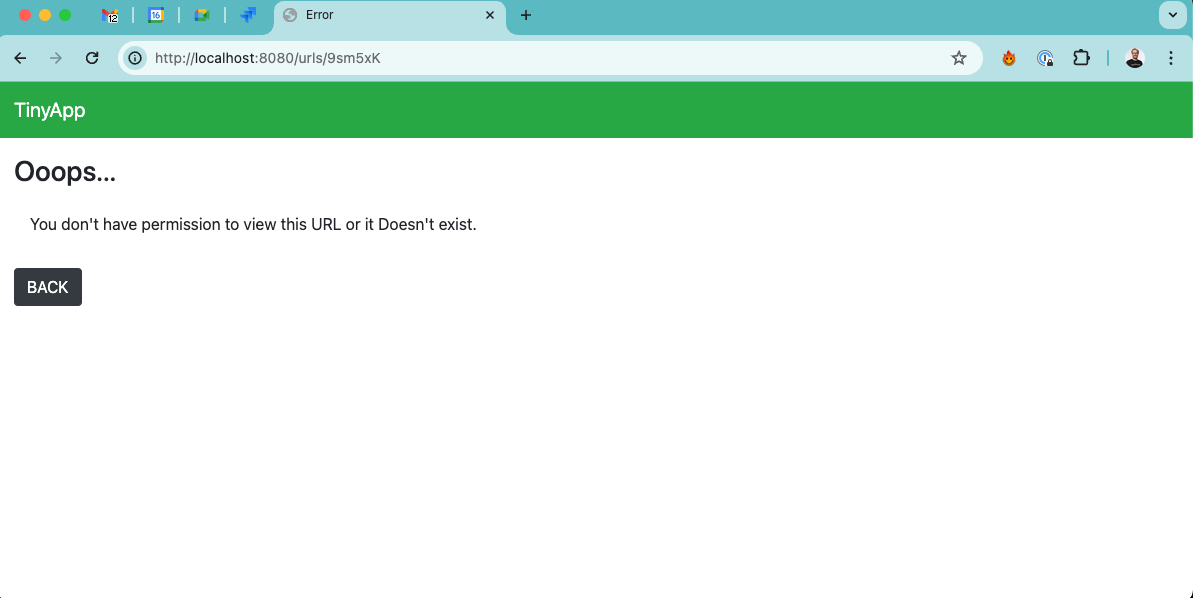 12
16
Error
http://localhost:8080/urls/9sm5xK
TinyApp
Ooops...
You don't have permission to view this URL or it Doesn't exist.
BACK